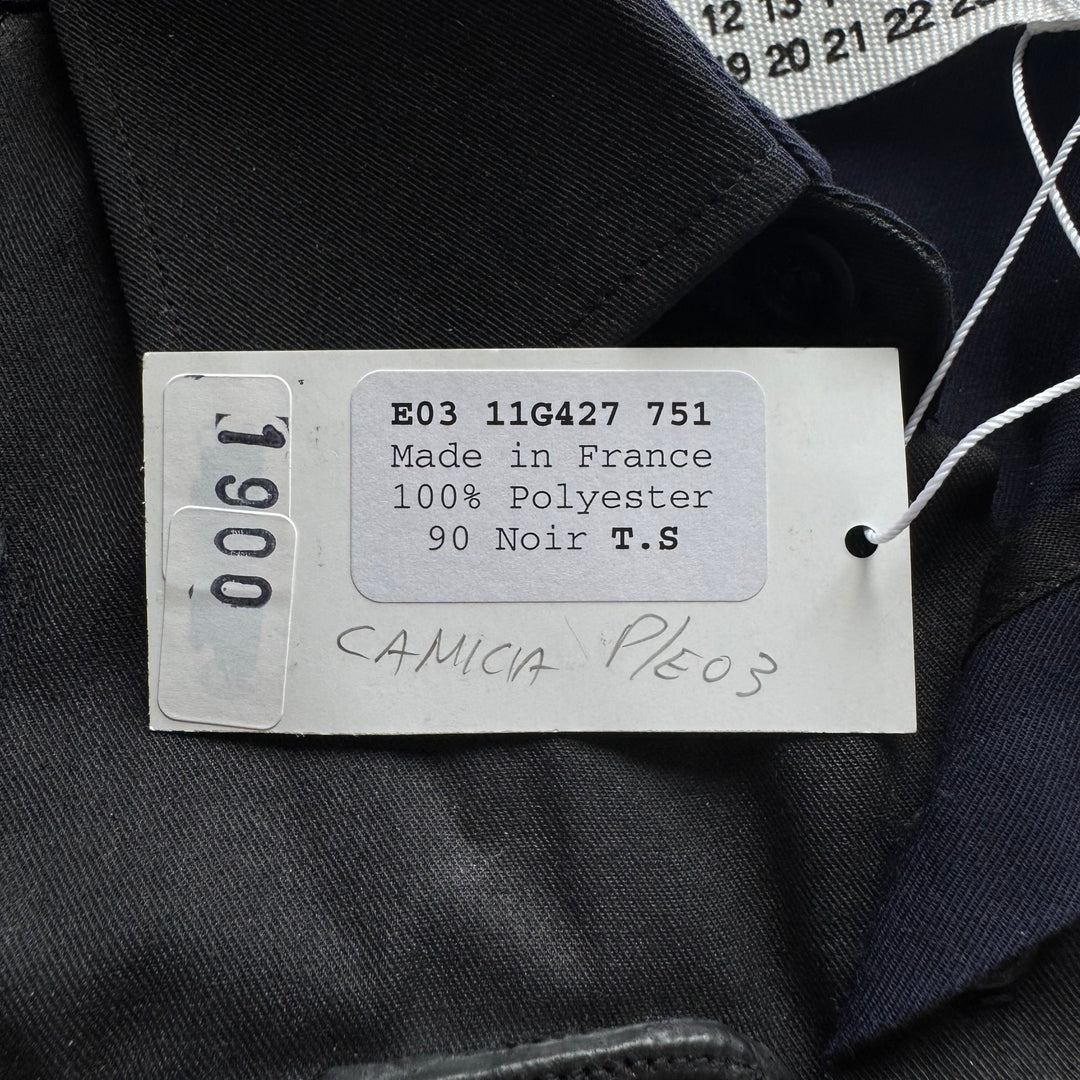 12 13
19 20 21 22 23
E03 11G427 751
Made in France
100% Polyester
90 Noir T.S
1900
CAMICIA P/E03